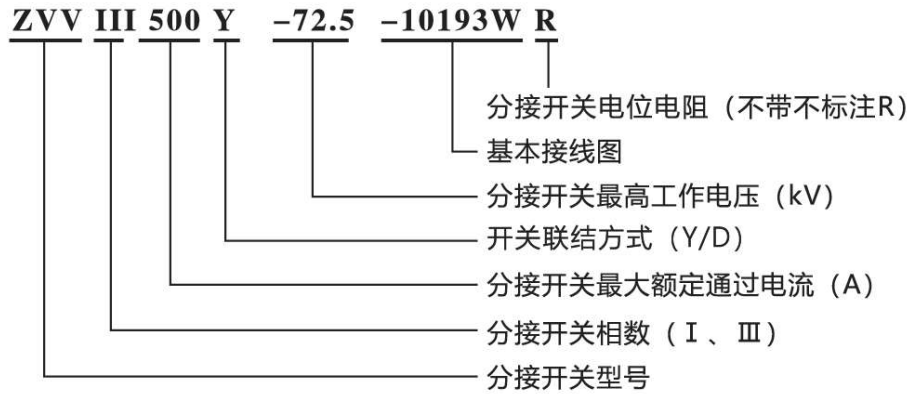 ZVV III 500 Y -72.5 -10193W R
分接开关电位电阻（不带不标注R）
基本接线图
分接开关最高工作电压（kV）
开关联结方式（Y/D）
分接开关最大额定通过电流（A）
分接开关相数（Ⅰ、Ⅲ）
分接开关型号